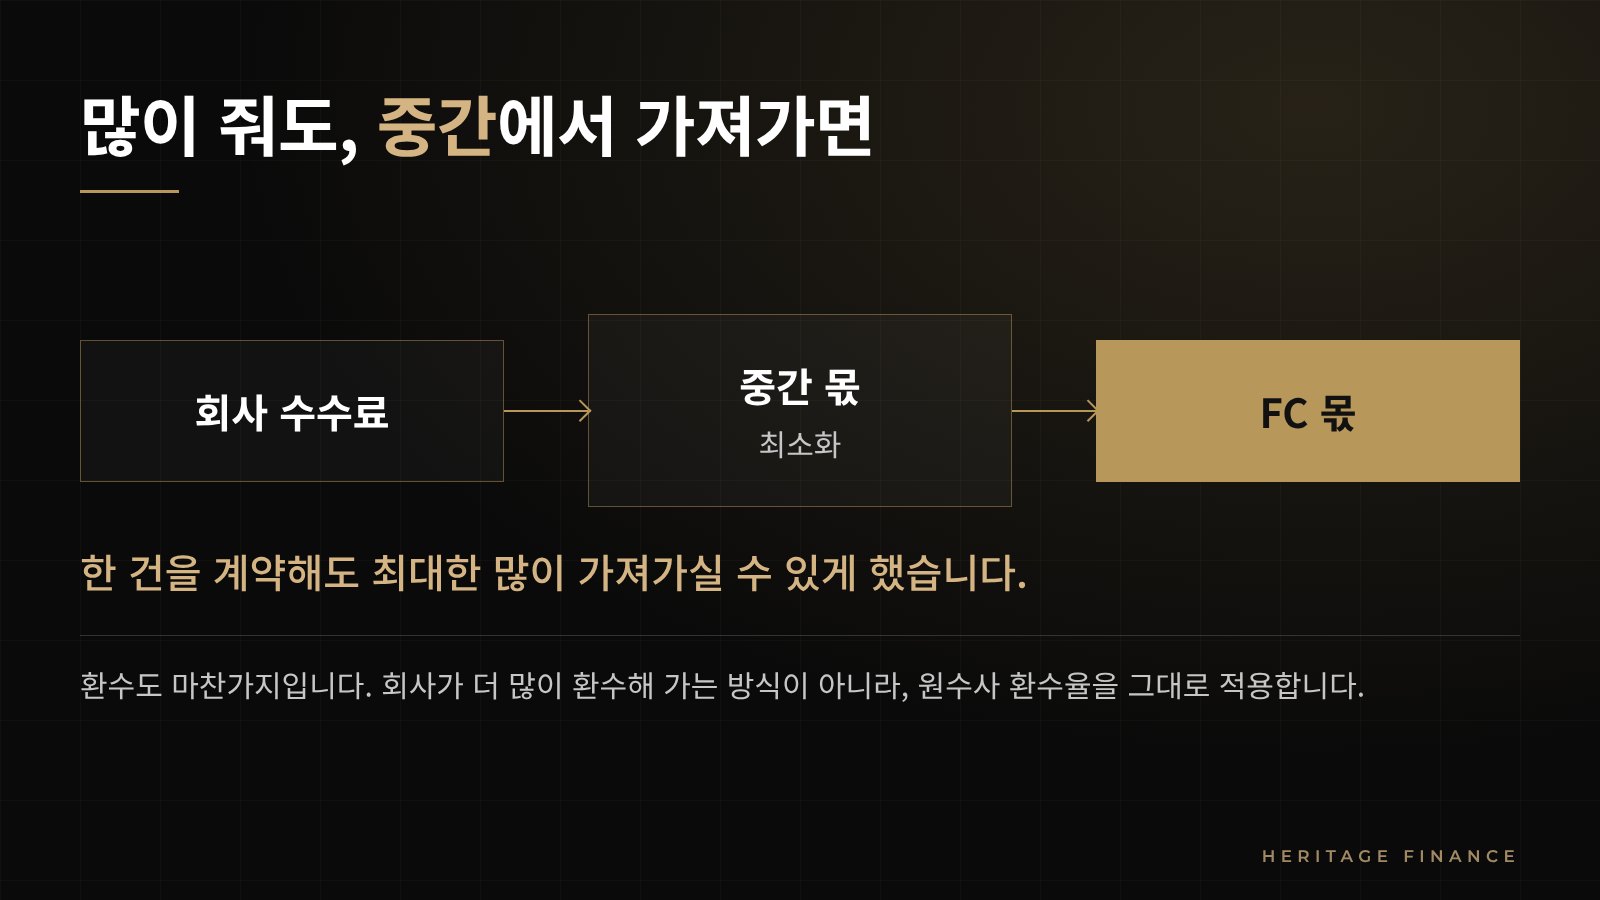 많이 줘도, 중간에서 가져가면
회사 수수료
중간 몫
최소화
FC 몫
한 건을 계약해도 최대한 많이 가져가실 수 있게 했습니다.
환수도 마찬가지입니다. 회사가 더 많이 환수해 가는 방식이 아니라, 원수사 환수율을 그대로 적용합니다.
HERITAGE FINANCE